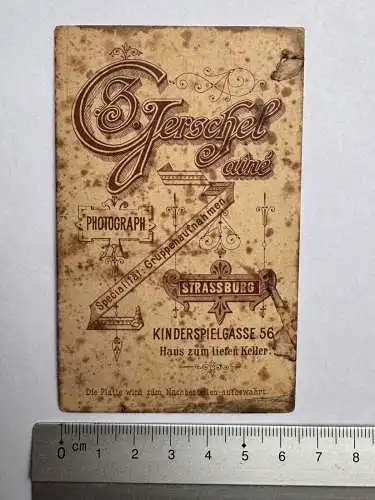 S. Gerschel
aîné
PHOTOGRAPH
Specialität: Gruppenaufnahmen
STRASSBURG
KINDERSPIELGASSE 56
Haus zum tiefen Keller.
Die Platte wird zum Nachbestellen aufbewahrt.
0 cm 1 2 3 4 5 6 7 8